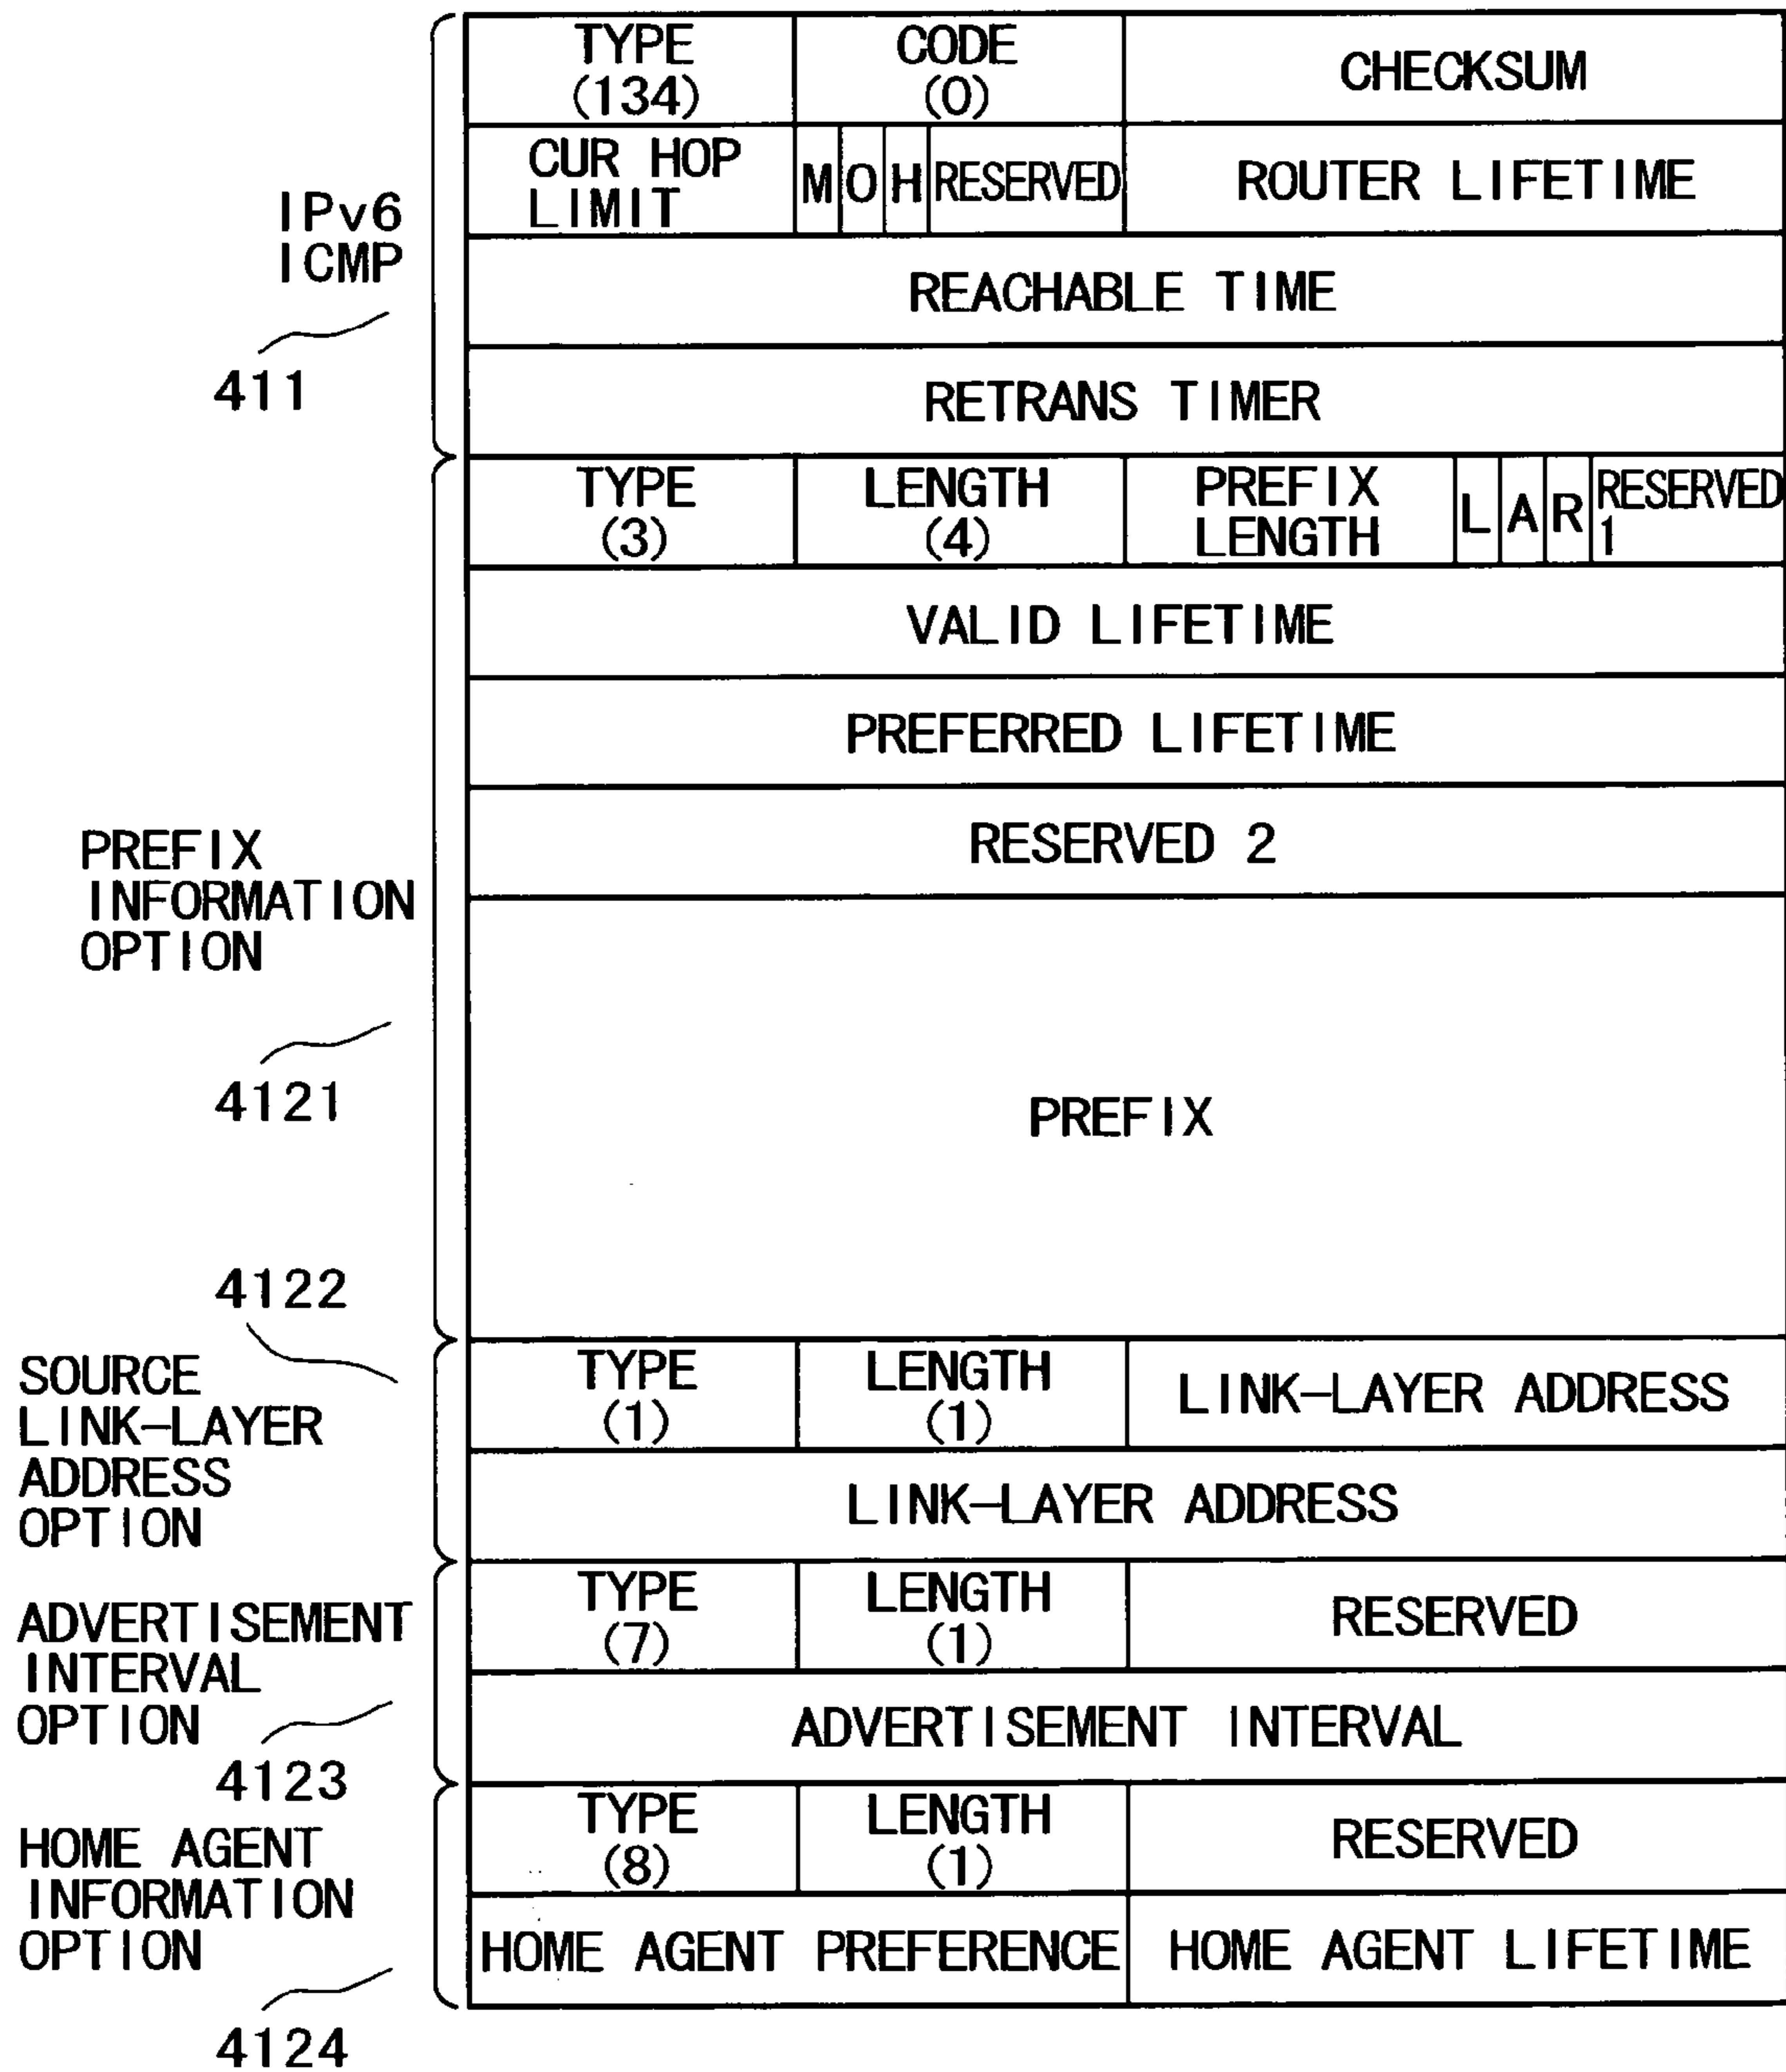 TYPE
(134)
CODE
(0)
CHECKSUM
CUR HOP
LIMIT
M
O
H
RESERVED
ROUTER LIFETIME
REACHABLE TIME
RETRANS TIMER
IPv6
ICMP
411
TYPE
(3)
LENGTH
(4)
PREFIX
LENGTH
L
A
R
RESERVED
1
VALID LIFETIME
PREFERRED LIFETIME
RESERVED 2
PREFIX
PREFIX
INFORMATION
OPTION
4121
4122
SOURCE
LINK-LAYER
ADDRESS
OPTION
TYPE
(1)
LENGTH
(1)
LINK-LAYER ADDRESS
LINK-LAYER ADDRESS
ADVERTISEMENT
INTERVAL
OPTION
4123
TYPE
(7)
LENGTH
(1)
RESERVED
ADVERTISEMENT INTERVAL
HOME AGENT
INFORMATION
OPTION
4124
TYPE
(8)
LENGTH
(1)
RESERVED
HOME AGENT PREFERENCE
HOME AGENT LIFETIME